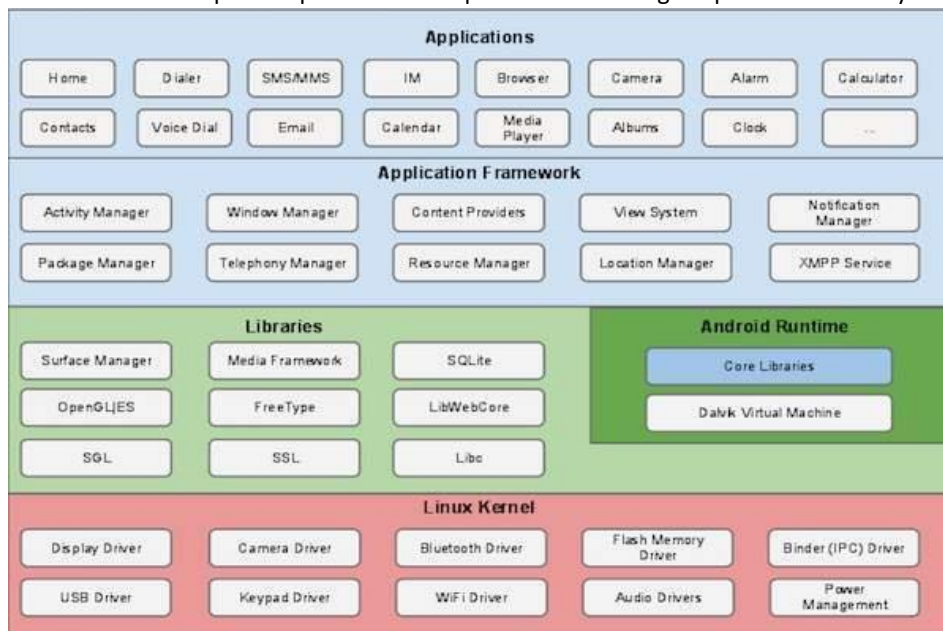 Applications
Home Dialer SMS/MMS IM Browser Camera Alarm Calculator
Contacts Voice Dial Email Calendar Media Player Albums Clock ...
Application Framework
Activity Manager Window Manager Content Providers View System Notification Manager
Package Manager Telephony Manager Resource Manager Location Manager XMPP Service
Libraries
Surface Manager Media Framework SQLite
OpenGL|ES FreeType LibWebCore
SGL SSL Libc
Android Runtime
Core Libraries
Dalvik Virtual Machine
Linux Kernel
Display Driver Camera Driver Bluetooth Driver Flash Memory Driver Binder (IPC) Driver
USB Driver Keypad Driver WiFi Driver Audio Drivers Power Management